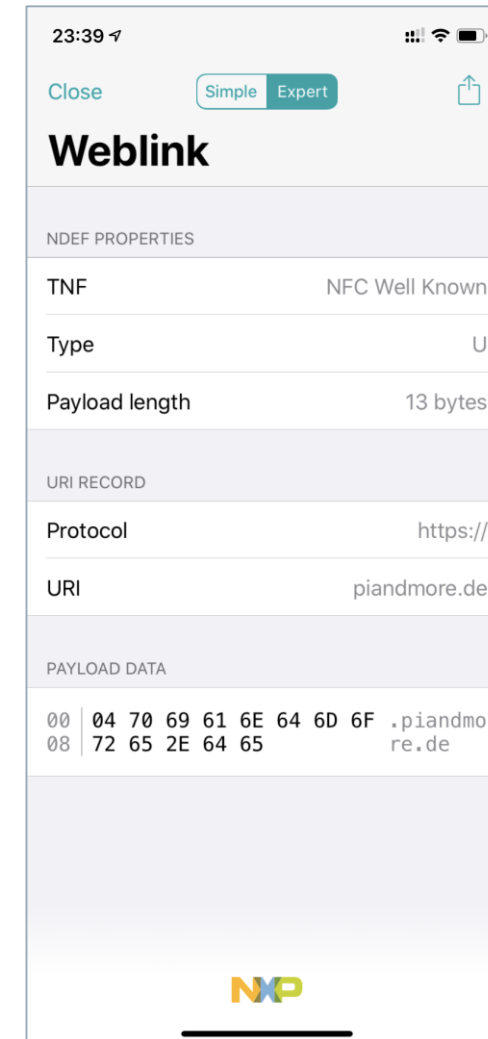 23:39
Close Simple Expert
Weblink
NDEF PROPERTIES
TNF NFC Well Known
Type U
Payload length 13 bytes
URI RECORD
Protocol https://
URI piandmore.de
PAYLOAD DATA
00 04 70 69 61 6E 64 6D 6F .piandmo
08 72 65 2E 64 65 re.de
NXP